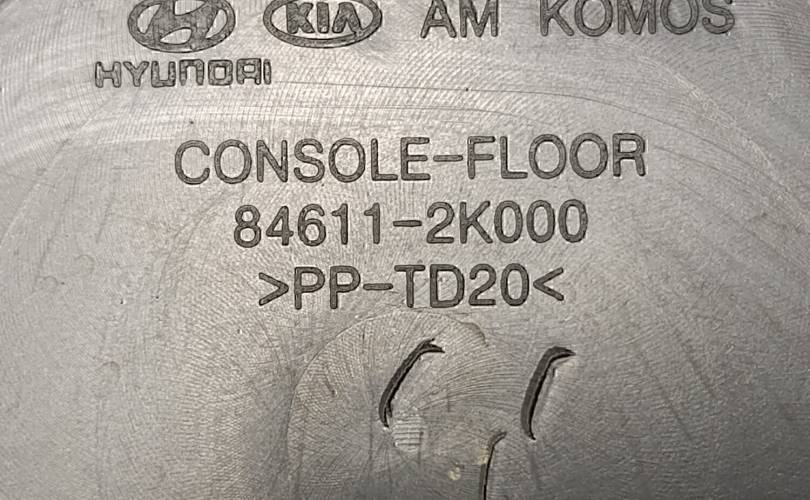 KIA AM KOMOS
HYUNDAI
CONSOLE-FLOOR
84611-2K000
>PP-TD20<